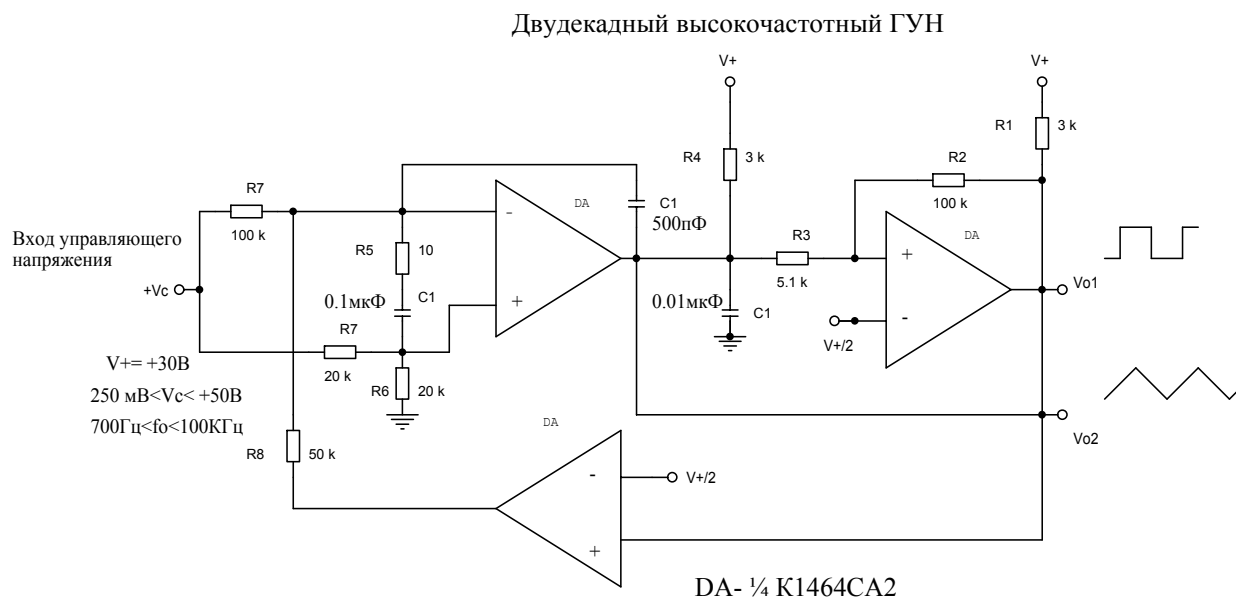 Двудекадный высокочастотный ГУН
V+
V+
R1
3 k
R4
3 k
R2
100 k
R7
100 k
DA
C1
500пФ
DA
R3
5.1 k
Вход управляющего
напряжения
R5
10
-
+
+Vc
0.1мкФ
C1
0.01мкФ
C1
+
-
Vo1
V+/2
R7
20 k
R6
20 k
V+= +30В
250 мВ<Vc< +50В
700Гц<fo<100КГц
DA
Vo2
R8
50 k
-
V+/2
+
DA- ¼ К1464СА2